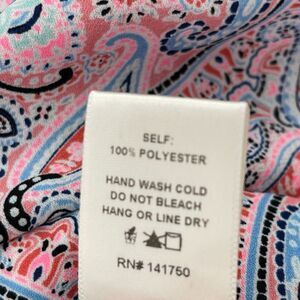 SELF:
100% POLYESTER
HAND WASH COLD
DO NOT BLEACH
HANG OR LINE DRY
RN# 141750